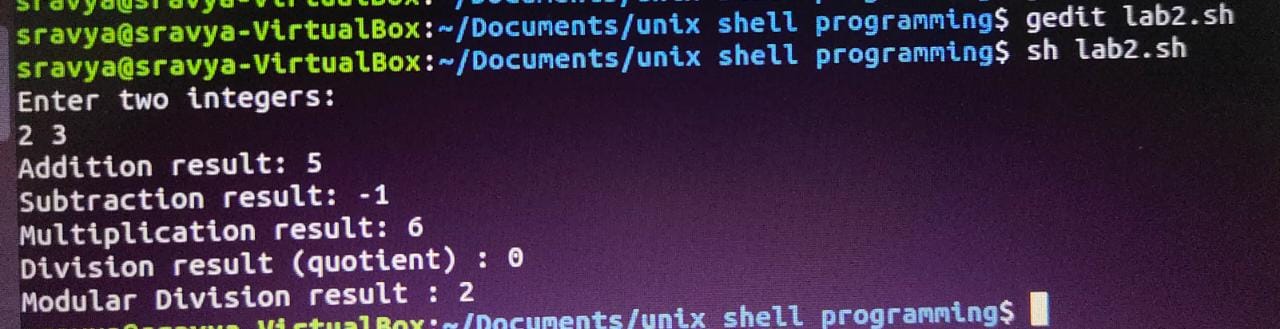 sravya@sravya-VirtualBox:~/Documents/unix shell programming$ gedit lab2.sh
sravya@sravya-VirtualBox:~/Documents/unix shell programming$ sh lab2.sh
Enter two integers:
2 3
Addition result: 5
Subtraction result: -1
Multiplication result: 6
Division result (quotient) : 0
Modular Division result : 2
VirtualBox:~/Documents/unix shell programming$